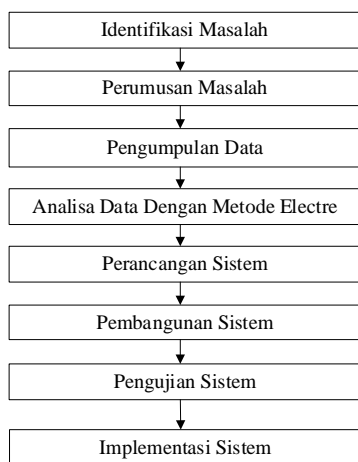 Identifikasi Masalah
Perumusan Masalah
Pengumpulan Data
Analisa Data Dengan Metode Electre
Perancangan Sistem
Pembangunan Sistem
Pengujian Sistem
Implementasi Sistem